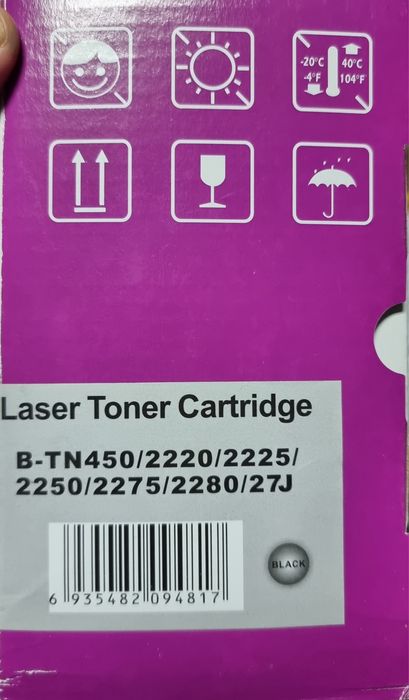 -20°C 40°C
-4°F 104°F
Laser Toner Cartridge
B-TN450/2220/2225/
2250/2275/2280/27J
BLACK
6 935482 094817